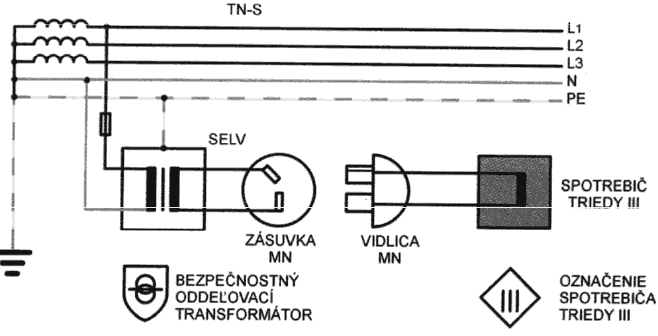 TN-S
L1
L2
L3
N
PE
SELV
ZÁSUVKA
MN
VIDLICA
MN
SPOTREBIČ
TRIEDY III
BEZPEČNOSTNÝ
ODDEĽOVACÍ
TRANSFORMÁTOR
III
OZNAČENIE
SPOTREBIČA
TRIEDY III